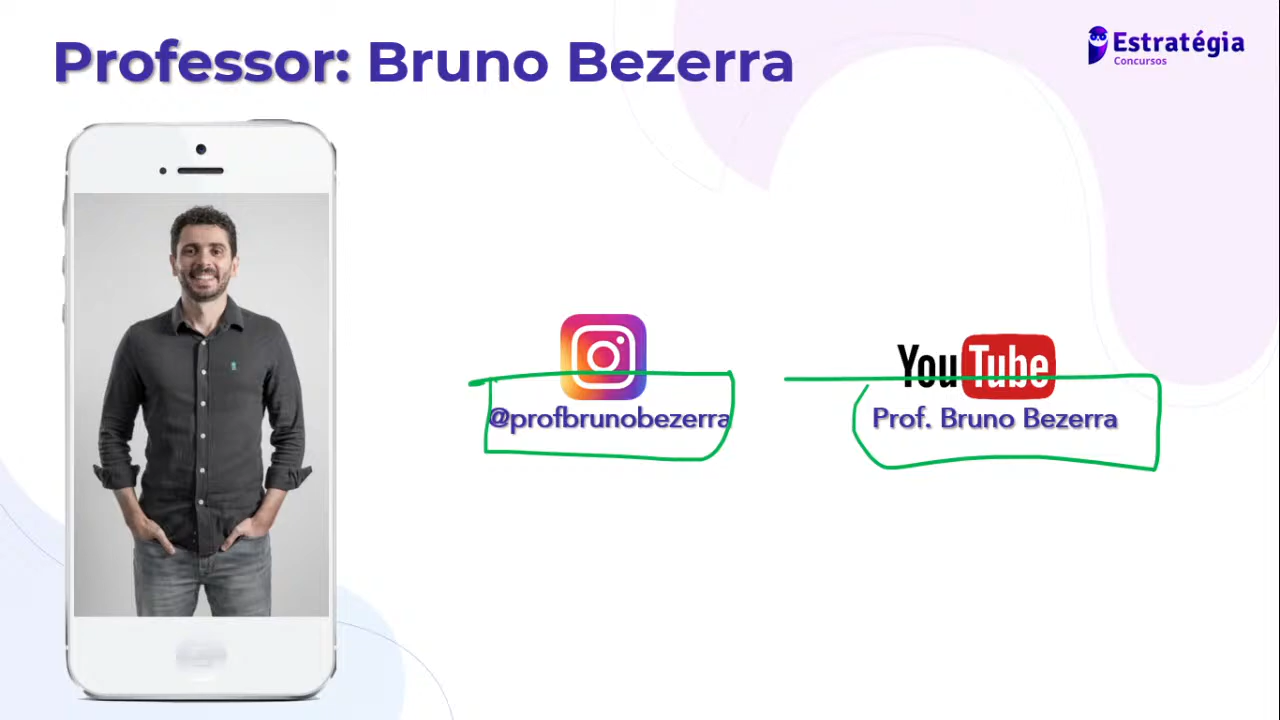 Professor: Bruno Bezerra
Estratégia
Concursos
YouTube
@profbrunobezerra
Prof. Bruno Bezerra